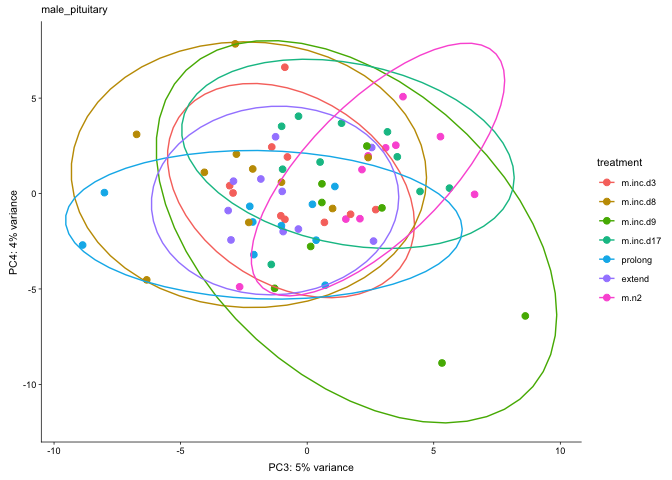 male_pituitary
PC4: 4% variance
5
0
-5
-10
-10
-5
0
5
10
PC3: 5% variance
treatment
m.inc.d3
m.inc.d8
m.inc.d9
m.inc.d17
prolong
extend
m.n2